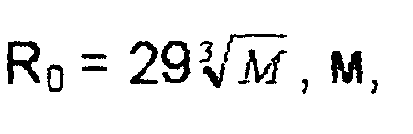 R₀ = 29∛M , м,